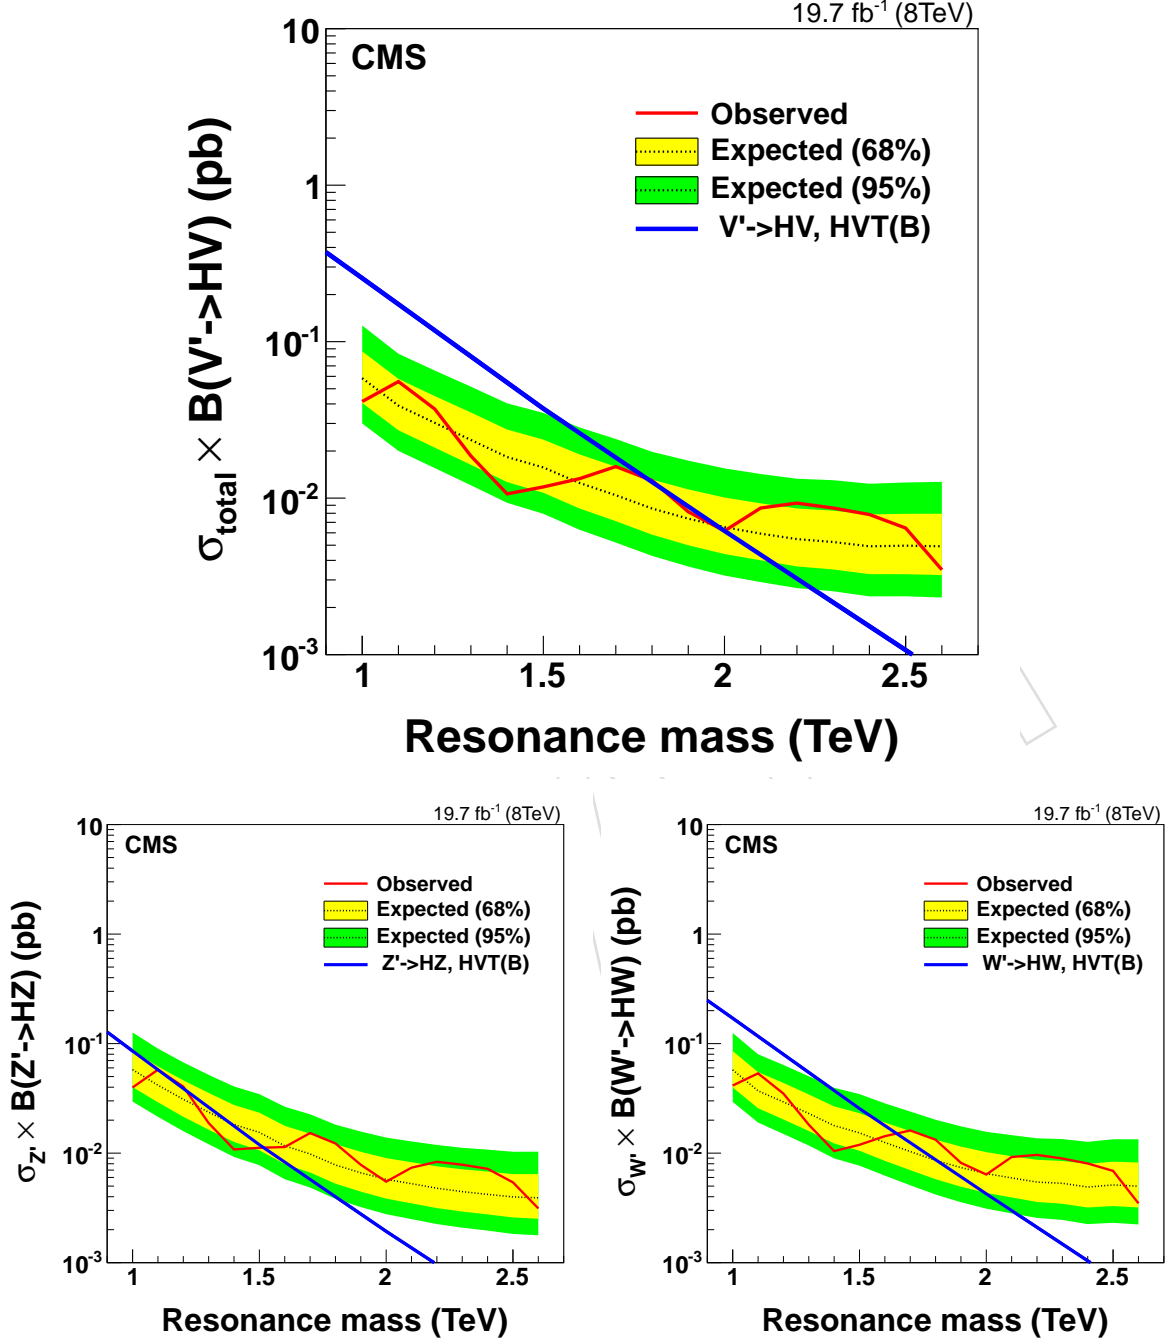 19.7 fb⁻¹ (8TeV)
10
CMS
Observed
Expected (68%)
Expected (95%)
V'->HV, HVT(B)
1
10⁻¹
10⁻²
10⁻³
σtotal × B(V'->HV) (pb)
1 1.5 2 2.5
Resonance mass (TeV)
19.7 fb⁻¹ (8TeV)
10
CMS
Observed
Expected (68%)
Expected (95%)
Z'->HZ, HVT(B)
1
10⁻¹
10⁻²
10⁻³
σZ' × B(Z'->HZ) (pb)
1 1.5 2 2.5
Resonance mass (TeV)
19.7 fb⁻¹ (8TeV)
10
CMS
Observed
Expected (68%)
Expected (95%)
W'->HW, HVT(B)
1
10⁻¹
10⁻²
10⁻³
σW' × B(W'->HW) (pb)
1 1.5 2 2.5
Resonance mass (TeV)